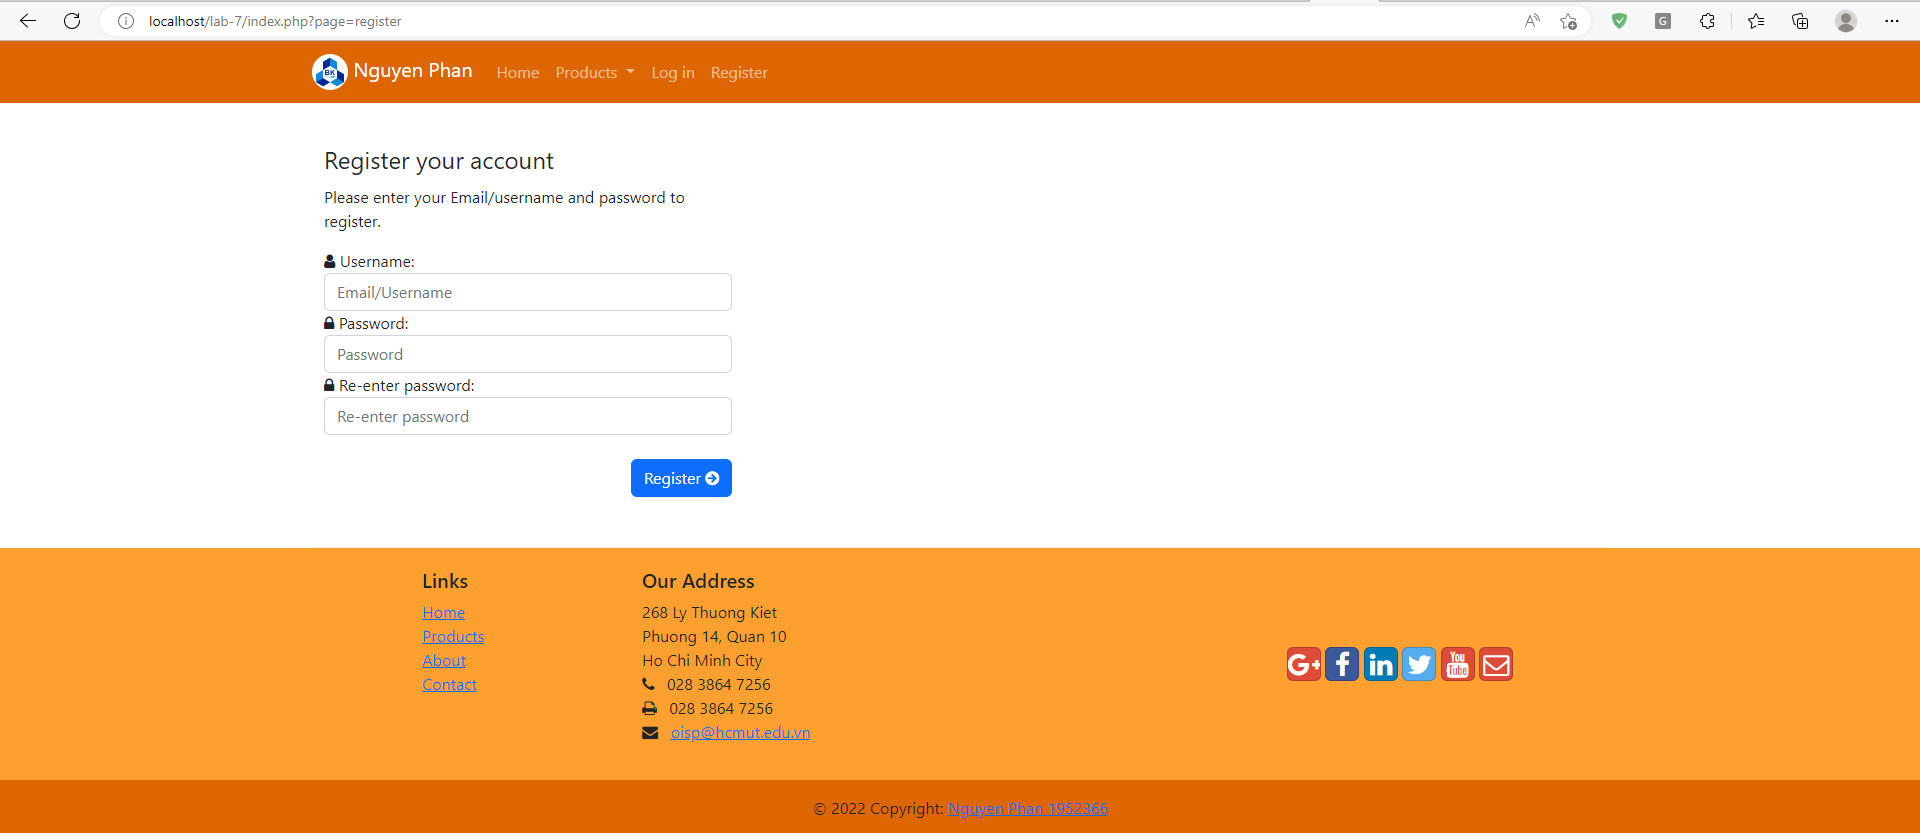 localhost/lab-7/index.php?page=register
G
BK
Nguyen Phan
Home
Products
Log in
Register
Register your account
Please enter your Email/username and password to
register.
Username:
Email/Username
Password:
Password
Re-enter password:
Re-enter password
Register
Links
Home
Products
About
Contact
Our Address
268 Ly Thuong Kiet
Phuong 14, Quan 10
Ho Chi Minh City
028 3864 7256
028 3864 7256
oisp@hcmut.edu.vn
G+ f in You Tube
© 2022 Copyright: Nguyen Phan 1952366